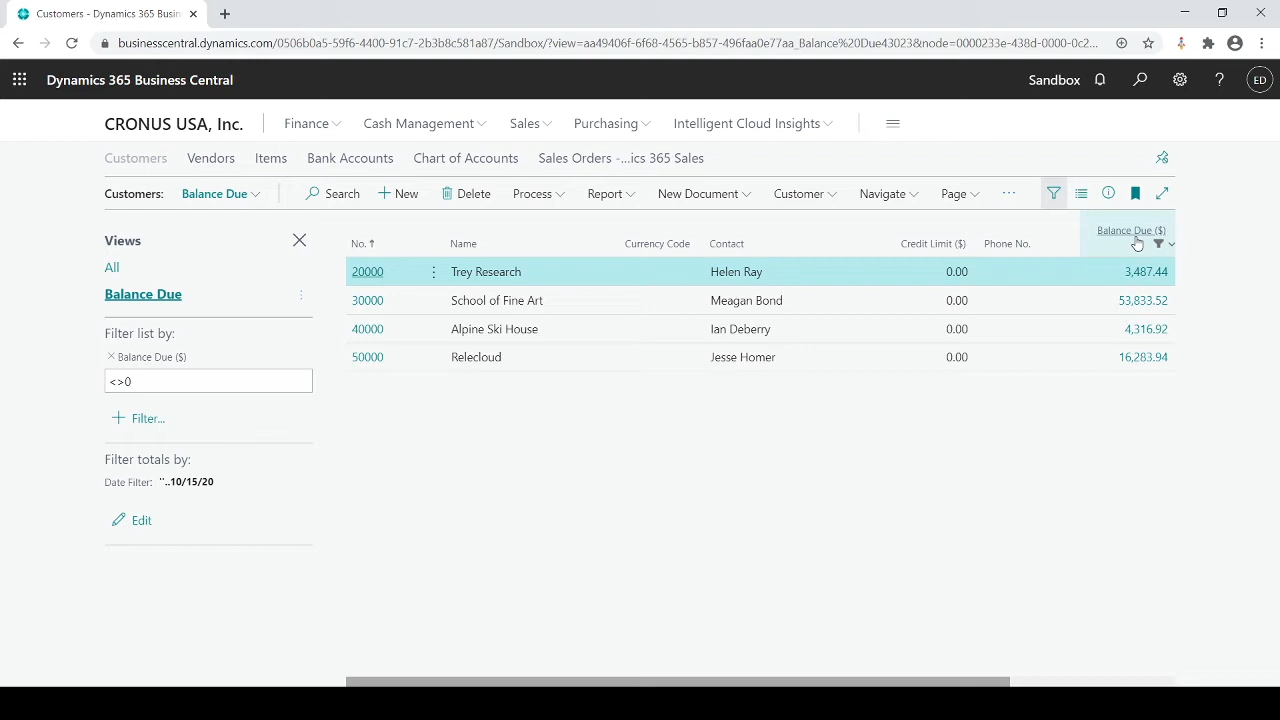 Customers - Dynamics 365 Busin
businesscentral.dynamics.com/0506b0a5-59f6-4400-91c7-2b3b8c581a87/Sandbox/?view=aa49406f-6f68-4565-b857-496faa0e77aa_Balance%20Due43023&node=0000233e-438d-0000-0c2...
Dynamics 365 Business Central
Sandbox
?
ED
CRONUS USA, Inc.
Finance
Cash Management
Sales
Purchasing
Intelligent Cloud Insights
Customers
Vendors
Items
Bank Accounts
Chart of Accounts
Sales Orders -...ics 365 Sales
Customers: Balance Due
Search
New
Delete
Process
Report
New Document
Customer
Navigate
Page
...
Views
All
Balance Due
Filter list by:
× Balance Due ($)
<>0
+ Filter...
Filter totals by:
Date Filter: ''..10/15/20
Edit
No. ↑ Name Currency Code Contact Credit Limit ($) Phone No. Balance Due ($)
20000 Trey Research Helen Ray 0.00 3,487.44
30000 School of Fine Art Meagan Bond 0.00 53,833.52
40000 Alpine Ski House Ian Deberry 0.00 4,316.92
50000 Relecloud Jesse Homer 0.00 16,283.94